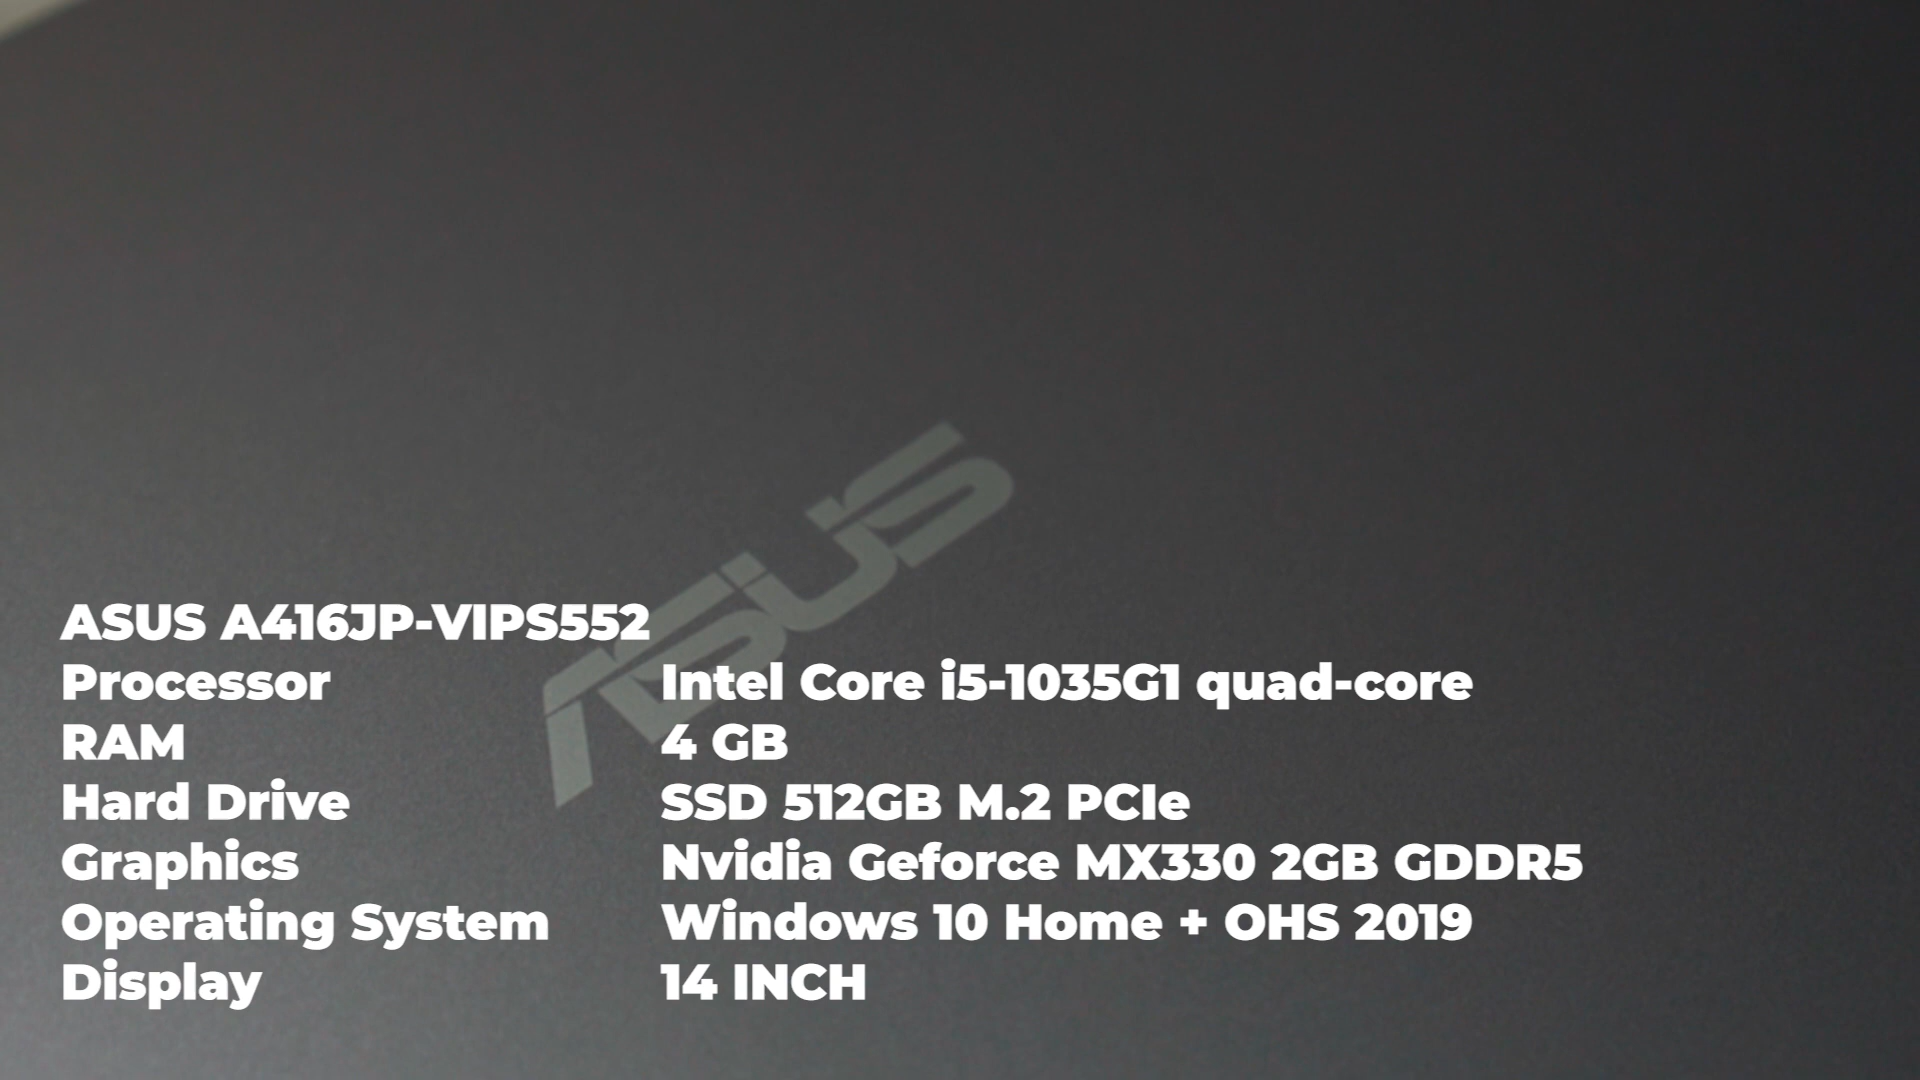 ASUS
ASUS A416JP-VIPS552
Processor Intel Core i5-1035G1 quad-core
RAM 4 GB
Hard Drive SSD 512GB M.2 PCIe
Graphics Nvidia Geforce MX330 2GB GDDR5
Operating System Windows 10 Home + OHS 2019
Display 14 INCH